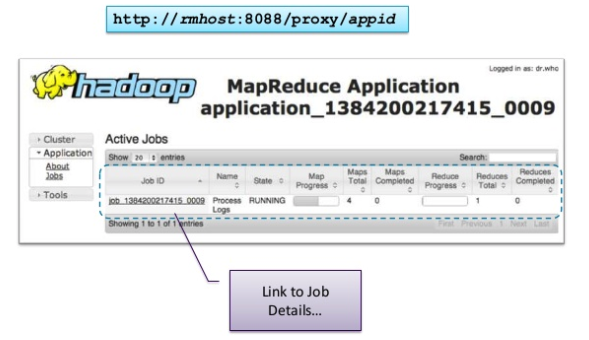 http://rmhost:8088/proxy/appid
Logged in as: dr.who
hadoop
MapReduce Application
application_1384200217415_0009
Cluster
Application
About
Jobs
Tools
Active Jobs
Show 20 entries
Search:
Job ID Name State Map Progress Maps Total Maps Completed Reduce Progress Reduces Total Reduces Completed
job_1384200217415_0009 Process Logs RUNNING 4 0 1 0
Showing 1 to 1 of 1 entries
First Previous 1 Next Last
Link to Job
Details...